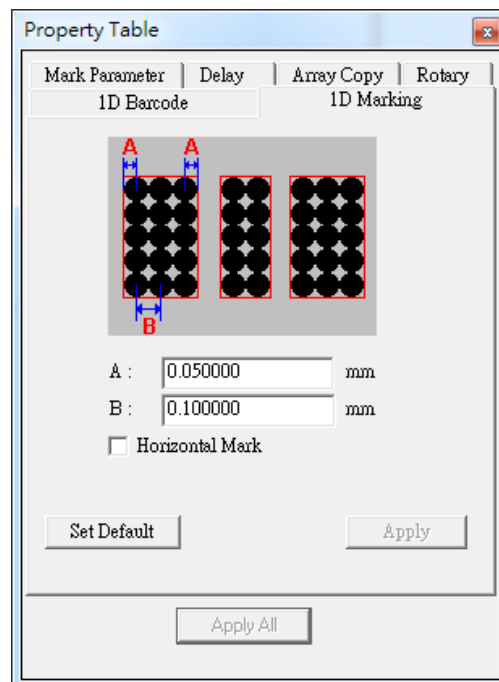 Property Table
x
Mark Parameter Delay Array Copy Rotary
1D Barcode 1D Marking
A A
B
A : 0.050000 mm
B : 0.100000 mm
Horizontal Mark
Set Default Apply
Apply All